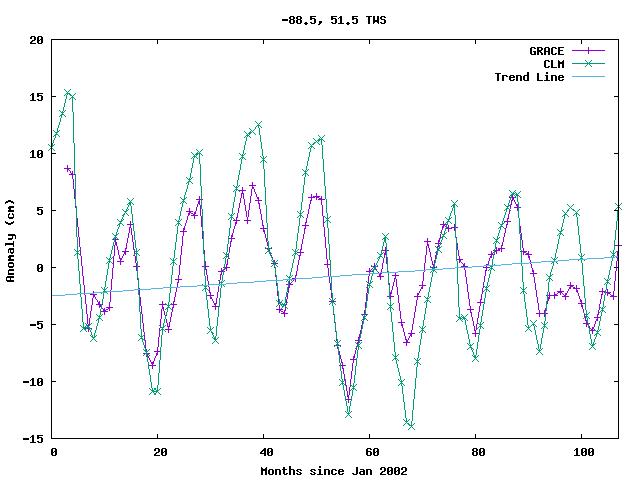 -88.5, 51.5 TWS
GRACE
CLM
Trend Line
20
15
10
5
0
-5
-10
-15
Anomaly (cm)
0 20 40 60 80 100
Months since Jan 2002